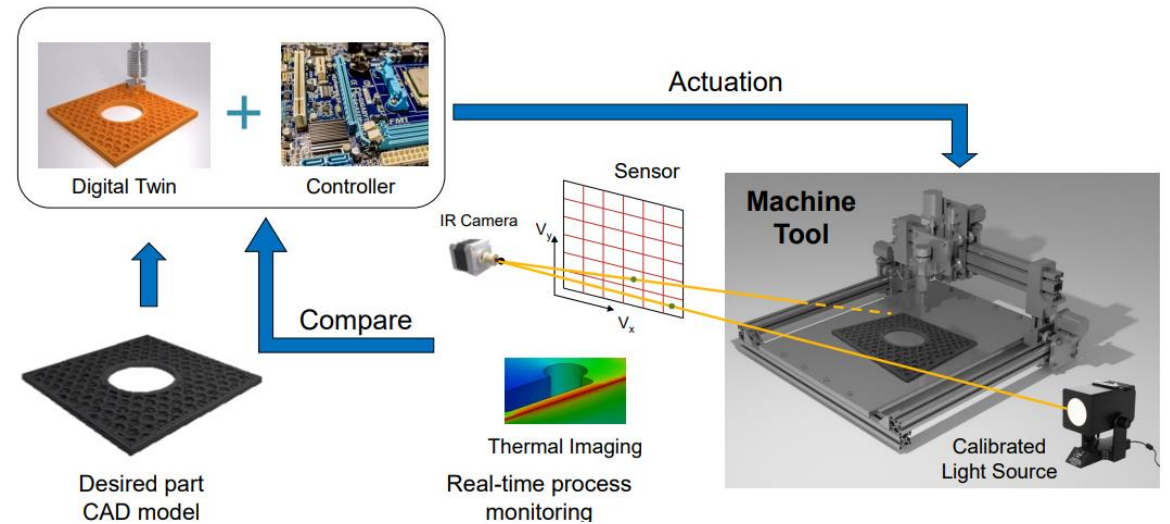 Actuation
Digital Twin
Controller
Sensor
IR Camera
Vy
Vx
Machine
Tool
Compare
Thermal Imaging
Calibrated
Light Source
Desired part
CAD model
Real-time process
monitoring